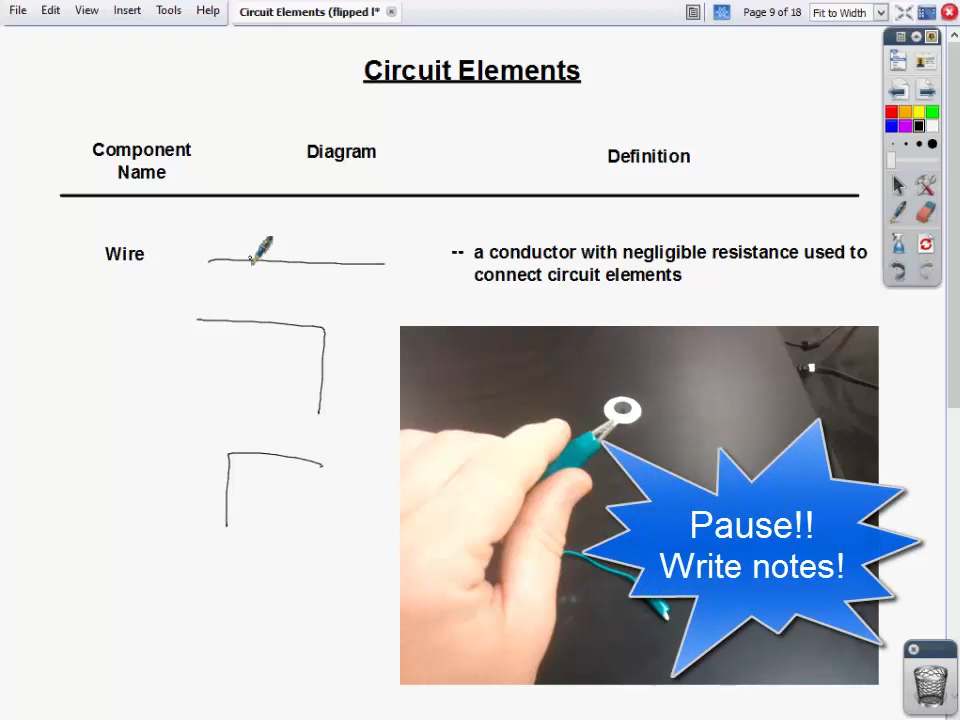 File Edit View Insert Tools Help
Circuit Elements (flipped l*
Page 9 of 18
Fit to Width
Circuit Elements
Component
Name
Diagram
Definition
Wire
-- a conductor with negligible resistance used to
connect circuit elements
Pause!!
Write notes!